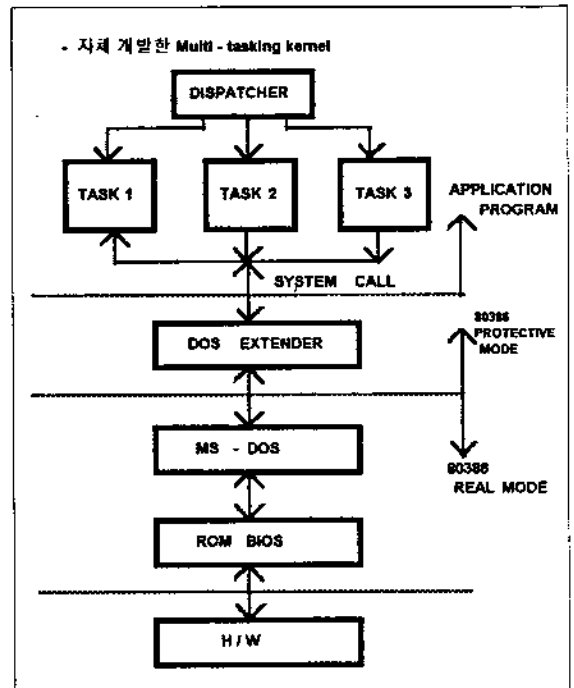 - 자체 개발한 Multi - tasking kernel
DISPATCHER
TASK 1
TASK 2
TASK 3
APPLICATION
PROGRAM
SYSTEM CALL
DOS EXTENDER
80386
PROTECTIVE
MODE
MS - DOS
80386
REAL MODE
ROM BIOS
H / W